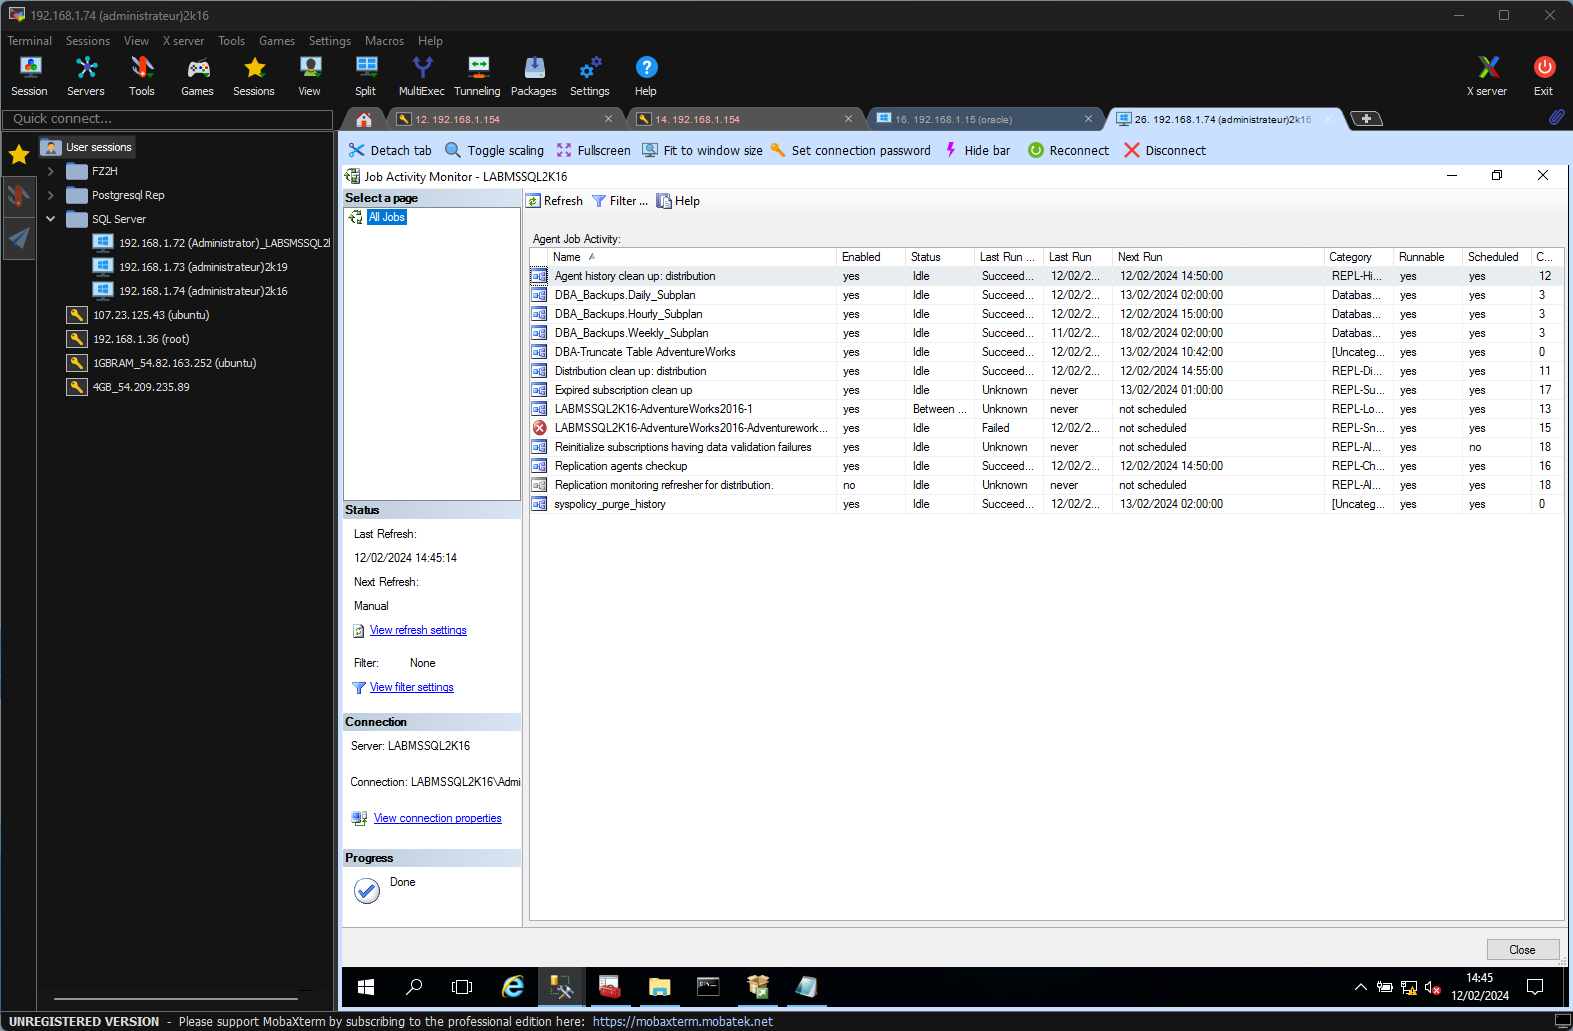 192.168.1.74 (administrateur)2k16
Terminal Sessions View X server Tools Games Settings Macros Help
Session Servers Tools Games Sessions View Split MultiExec Tunneling Packages Settings Help X server Exit
Quick connect...
12. 192.168.1.154
14. 192.168.1.154
16. 192.168.1.15 (oracle)
26. 192.168.1.74 (administrateur)2k16
Detach tab Toggle scaling Fullscreen Fit to window size Set connection password Hide bar Reconnect Disconnect
User sessions
FZ2H
Postgresql Rep
SQL Server
192.168.1.72 (Administrator)_LABSMSSQL2
192.168.1.73 (administrateur)2k19
192.168.1.74 (administrateur)2k16
107.23.125.43 (ubuntu)
192.168.1.36 (root)
1GBRAM_54.82.163.252 (ubuntu)
4GB_54.209.235.89
Job Activity Monitor - LABMSSQL2K16
Select a page
All Jobs
Refresh Filter ... Help
Agent Job Activity:
Name Enabled Status Last Run ... Last Run Next Run Category Runnable Scheduled C...
Agent history clean up: distribution yes Idle Succeed... 12/02/2... 12/02/2024 14:50:00 REPL-Hi... yes yes 12
DBA_Backups.Daily_Subplan yes Idle Succeed... 12/02/2... 13/02/2024 02:00:00 Databas... yes yes 3
DBA_Backups.Hourly_Subplan yes Idle Succeed... 12/02/2... 12/02/2024 15:00:00 Databas... yes yes 3
DBA_Backups.Weekly_Subplan yes Idle Succeed... 11/02/2... 18/02/2024 02:00:00 Databas... yes yes 3
DBA-Truncate Table AdventureWorks yes Idle Succeed... 12/02/2... 13/02/2024 10:42:00 [Uncateg... yes yes 0
Distribution clean up: distribution yes Idle Succeed... 12/02/2... 12/02/2024 14:55:00 REPL-Di... yes yes 11
Expired subscription clean up yes Idle Unknown never 13/02/2024 01:00:00 REPL-Su... yes yes 17
LABMSSQL2K16-AdventureWorks2016-1 yes Between ... Unknown never not scheduled REPL-Lo... yes yes 13
LABMSSQL2K16-AdventureWorks2016-Adventurework... yes Idle Failed 12/02/2... not scheduled REPL-Sn... yes yes 15
Reinitialize subscriptions having data validation failures yes Idle Unknown never not scheduled REPL-Al... yes no 18
Replication agents checkup yes Idle Succeed... 12/02/2... 12/02/2024 14:50:00 REPL-Ch... yes yes 16
Replication monitoring refresher for distribution. no Idle Unknown never not scheduled REPL-Al... yes yes 18
syspolicy_purge_history yes Idle Succeed... 12/02/2... 13/02/2024 02:00:00 [Uncateg... yes yes 0
Status
Last Refresh:
12/02/2024 14:45:14
Next Refresh:
Manual
View refresh settings
Filter: None
View filter settings
Connection
Server: LABMSSQL2K16
Connection: LABMSSQL2K16\Admi
View connection properties
Progress
Done
Close
14:45
12/02/2024
UNREGISTERED VERSION - Please support MobaXterm by subscribing to the professional edition here: https://mobaxterm.mobatek.net